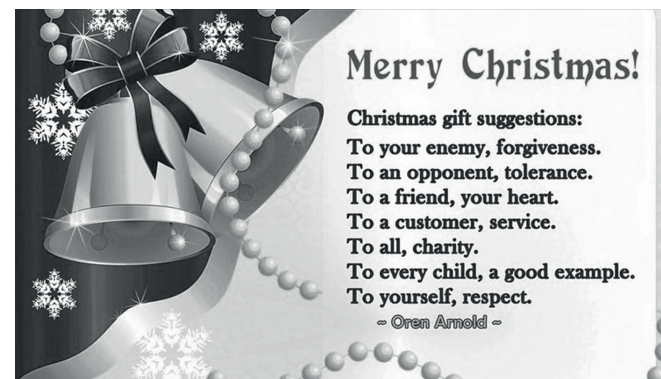 Merry Christmas!
Christmas gift suggestions:
To your enemy, forgiveness.
To an opponent, tolerance.
To a friend, your heart.
To a customer, service.
To all, charity.
To every child, a good example.
To yourself, respect.
~ Oren Arnold ~